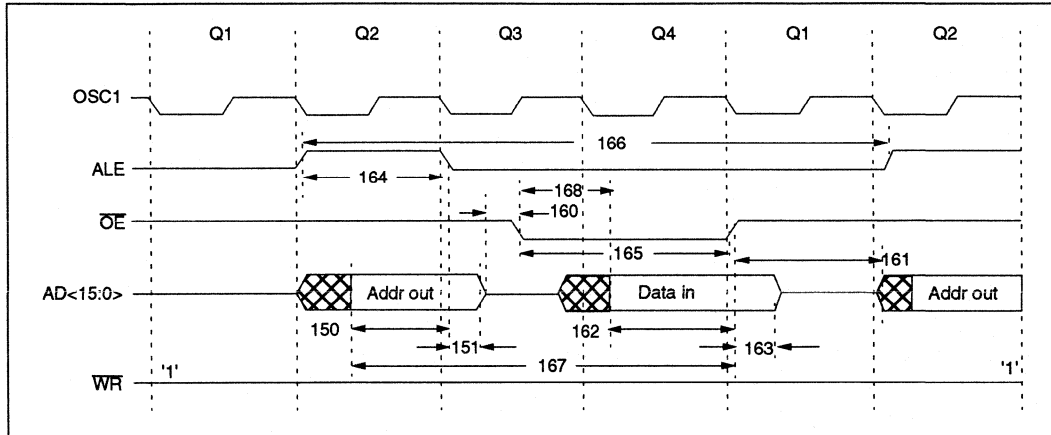 Q1 Q2 Q3 Q4 Q1 Q2
OSC1
166
ALE
164
168
160
OE
165
161
AD<15:0>
Addr out
Data in
Addr out
150
162
151
163
167
'1'
'1'
WR